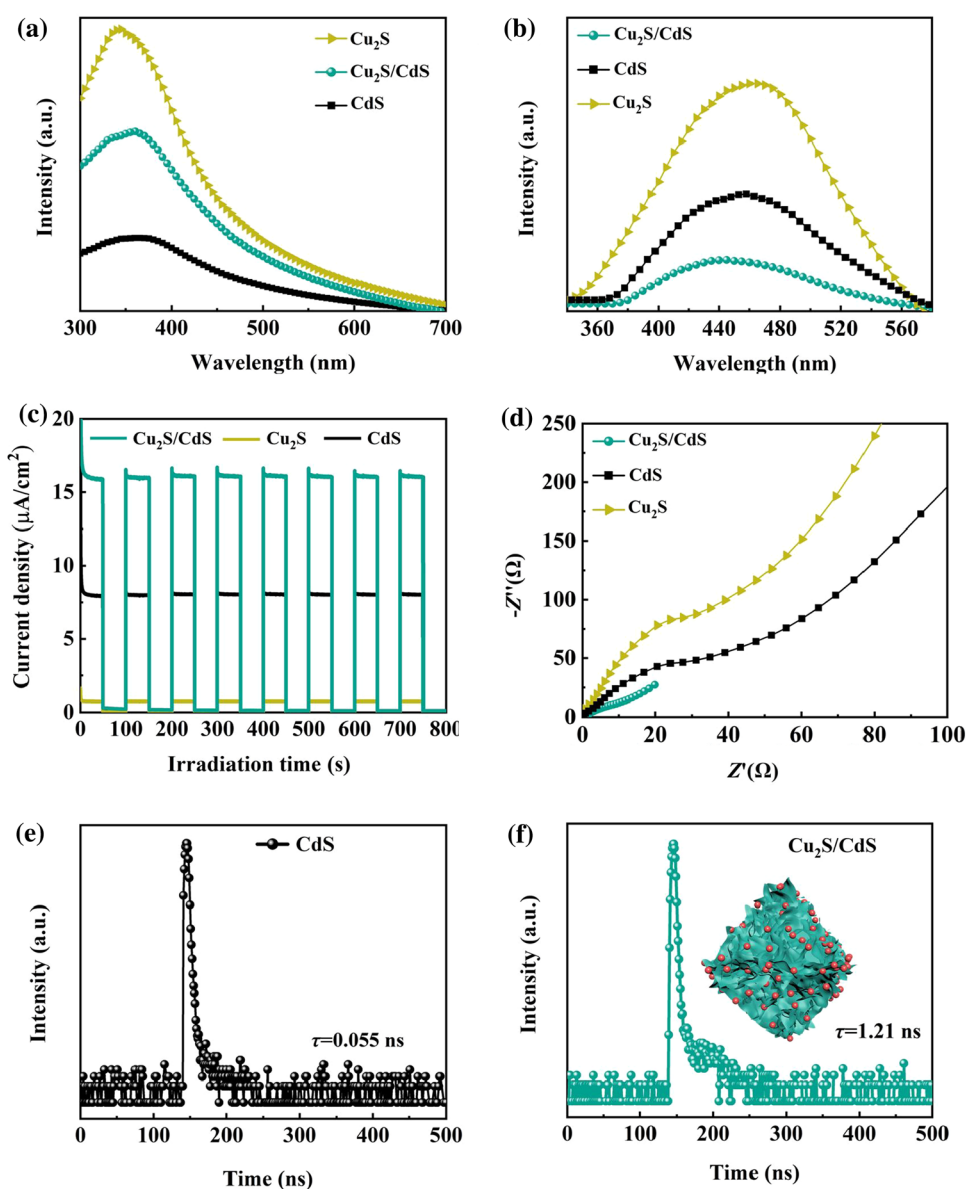 (a)
Cu₂S
Cu₂S/CdS
CdS
Intensity (a.u.)
300 400 500 600 700
Wavelength (nm)
(b)
Cu₂S/CdS
CdS
Cu₂S
Intensity (a.u.)
360 400 440 480 520 560
Wavelength (nm)
(c)
Cu₂S/CdS Cu₂S CdS
Current density (μA/cm²)
20
15
10
5
0
0 100 200 300 400 500 600 700 800
Irradiation time (s)
(d)
Cu₂S/CdS
CdS
Cu₂S
-Z''(Ω)
250
200
150
100
50
0
0 20 40 60 80 100
Z'(Ω)
(e)
CdS
Intensity (a.u.)
τ=0.055 ns
0 100 200 300 400 500
Time (ns)
(f)
Cu₂S/CdS
Intensity (a.u.)
τ=1.21 ns
0 100 200 300 400 500
Time (ns)